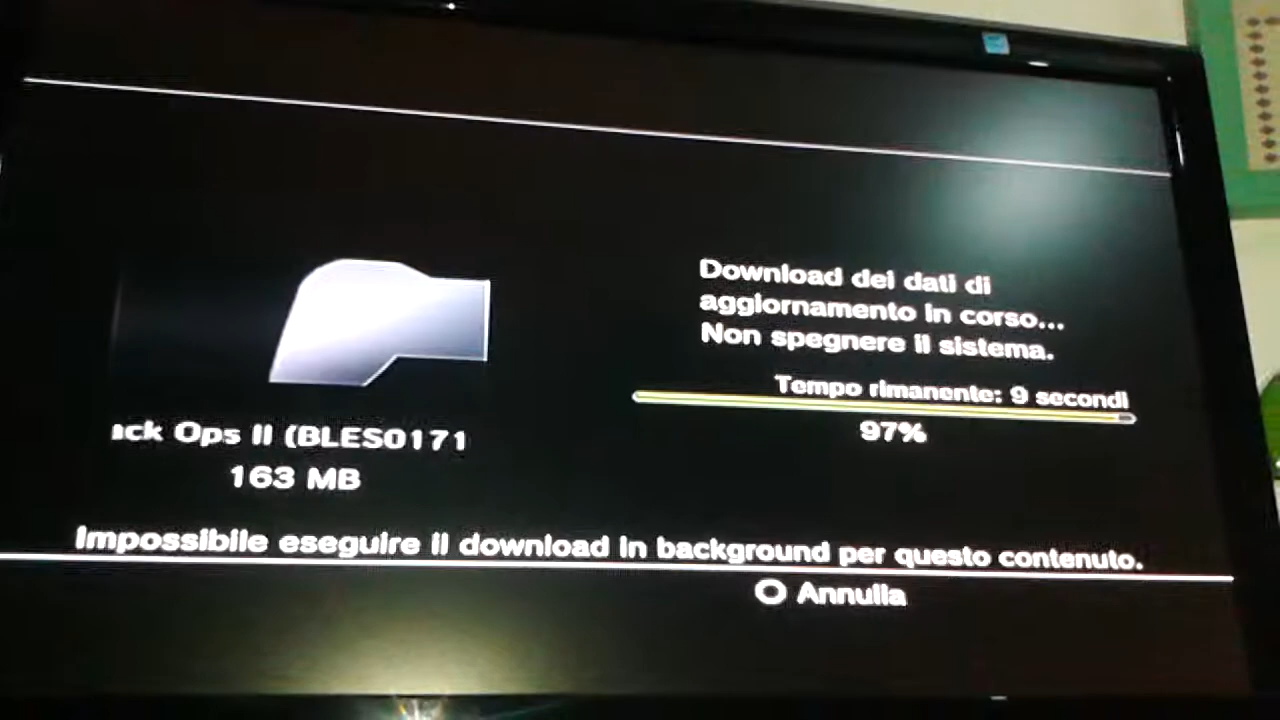 Download dei dati di
aggiornamento in corso...
Non spegnere il sistema.
Tempo rimanente: 9 secondi
97%
Ops II (BLES0171
163 MB
Impossibile eseguire il download in background per questo contenuto.
O Annulla